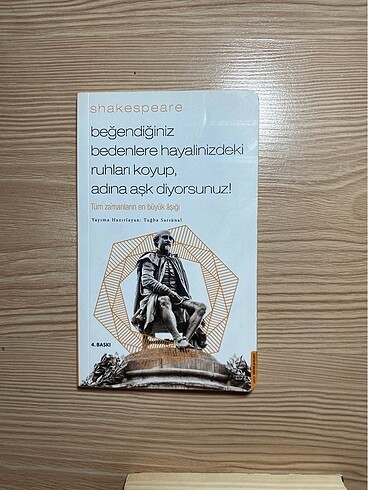 shakespeare
beğendiğiniz
bedenlere hayalinizdeki
ruhları koyup,
adına aşk diyorsunuz!
Tüm zamanların en büyük âşığı
Yayıma Hazırlayan: Tuğba Sarıünal
4. BASKI